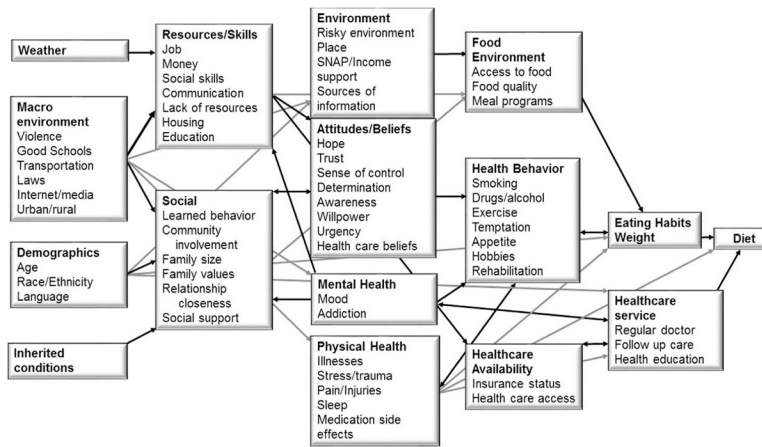 Weather
Macro
environment
Violence
Good Schools
Transportation
Laws
Internet/media
Urban/rural
Demographics
Age
Race/Ethnicity
Language
Inherited
conditions
Resources/Skills
Job
Money
Social skills
Communication
Lack of resources
Housing
Education
Social
Learned behavior
Community
involvement
Family size
Family values
Relationship
closeness
Social support
Environment
Risky environment
Place
SNAP/Income
support
Sources of
information
Attitudes/Beliefs
Hope
Trust
Sense of control
Determination
Awareness
Willpower
Urgency
Health care beliefs
Mental Health
Mood
Addiction
Physical Health
Illnesses
Stress/trauma
Pain/Injuries
Sleep
Medication side
effects
Food
Environment
Access to food
Food quality
Meal programs
Health Behavior
Smoking
Drugs/alcohol
Exercise
Temptation
Appetite
Hobbies
Rehabilitation
Healthcare
Availability
Insurance status
Health care access
Eating Habits
Weight
Healthcare
service
Regular doctor
Follow up care
Health education
Diet